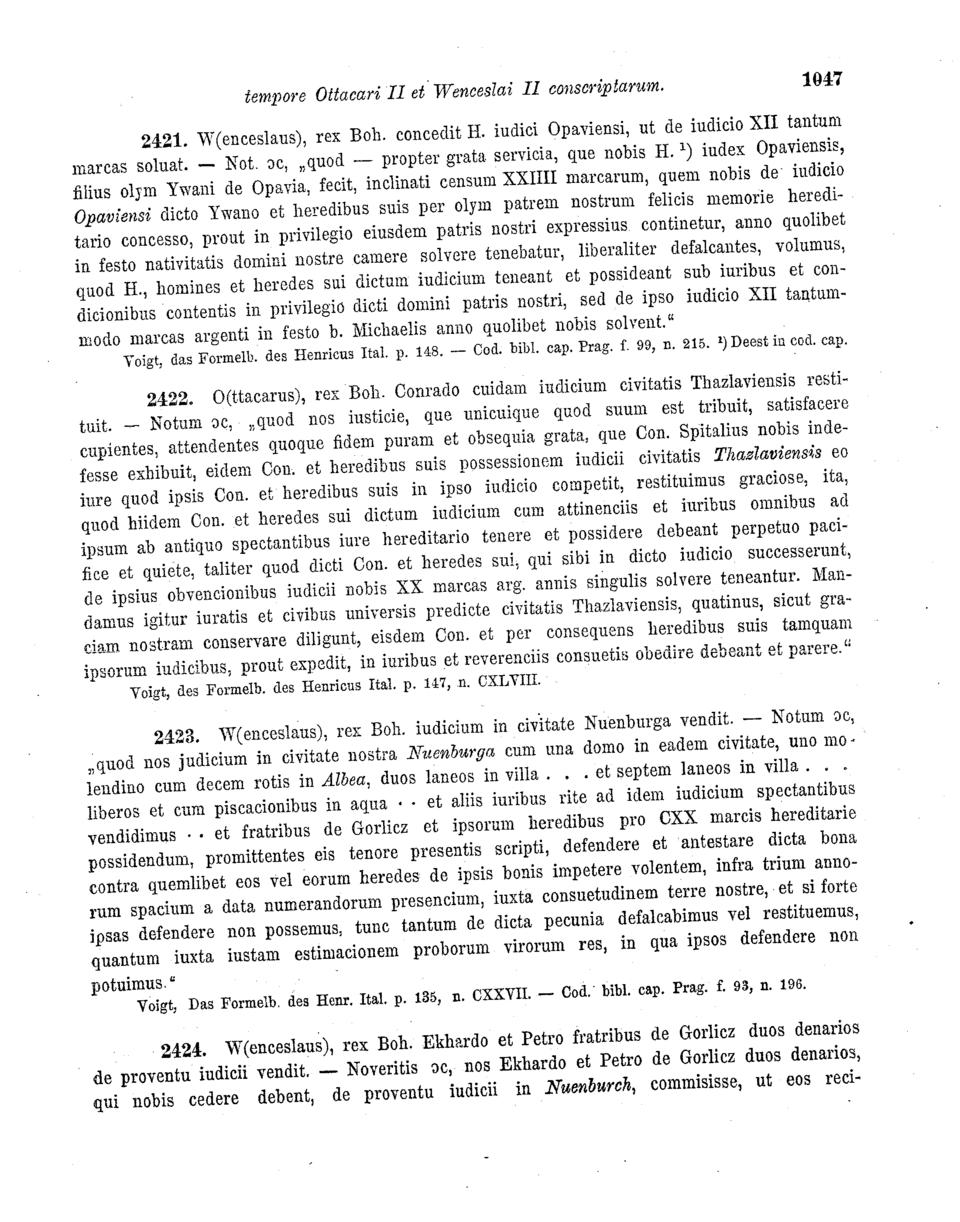 tempore Ottacari II et Wenceslai II conscriptarum. 1047
2421. W(enceslaus), rex Boh. concedit H. iudici Opaviensi, ut de iudicio XII tantum
marcas soluat. — Not. ɔc, „quod — propter grata servicia, que nobis H. ¹) iudex Opaviensis,
filius olym Ywani de Opavia, fecit, inclinati censum XXIIII marcarum, quem nobis de iudicio
Opaviensi dicto Ywano et heredibus suis per olym patrem nostrum felicis memorie heredi-
tario concesso, prout in privilegio eiusdem patris nostri expressius continetur, anno quolibet
in festo nativitatis domini nostre camere solvere tenebatur, liberaliter defalcantes, volumus,
quod H., homines et heredes sui dictum iudicium teneant et possideant sub iuribus et con-
dicionibus contentis in privilegio dicti domini patris nostri, sed de ipso iudicio XII tantum-
modo marcas argenti in festo b. Michaelis anno quolibet nobis solvent.“
Voigt, das Formelb. des Henricus Ital. p. 148. — Cod. bibl. cap. Prag. f. 99, n. 215. ¹) Deest in cod. cap.
2422. O(ttacarus), rex Boh. Conrado cuidam iudicium civitatis Thazlaviensis resti-
tuit. — Notum ɔc, „quod nos iusticie, que unicuique quod suum est tribuit, satisfacere
cupientes, attendentes quoque fidem puram et obsequia grata, que Con. Spitalius nobis inde-
fesse exhibuit, eidem Con. et heredibus suis possessionem iudicii civitatis Thazlaviensis eo
iure quod ipsis Con. et heredibus suis in ipso iudicio competit, restituimus graciose, ita,
quod hiidem Con. et heredes sui dictum iudicium cum attinenciis et iuribus omnibus ad
ipsum ab antiquo spectantibus iure hereditario tenere et possidere debeant perpetuo paci-
fice et quiete, taliter quod dicti Con. et heredes sui, qui sibi in dicto iudicio successerunt,
de ipsius obvencionibus iudicii nobis XX marcas arg. annis singulis solvere teneantur. Man-
damus igitur iuratis et civibus universis predicte civitatis Thazlaviensis, quatinus, sicut gra-
ciam nostram conservare diligunt, eisdem Con. et per consequens heredibus suis tamquam
ipsorum iudicibus, prout expedit, in iuribus et reverenciis consuetis obedire debeant et parere.“
Voigt, des Formelb. des Henricus Ital. p. 147, n. CXLVIII.
2423. W(enceslaus), rex Boh. iudicium in civitate Nuenburga vendit. — Notum ɔc,
„quod nos judicium in civitate nostra Nuenburga cum una domo in eadem civitate, uno mo-
lendino cum decem rotis in Albea, duos laneos in villa . . . et septem laneos in villa . . .
liberos et cum piscacionibus in aqua · · et aliis iuribus rite ad idem iudicium spectantibus
vendidimus · · et fratribus de Gorlicz et ipsorum heredibus pro CXX marcis hereditarie
possidendum, promittentes eis tenore presentis scripti, defendere et antestare dicta bona
contra quemlibet eos vel eorum heredes de ipsis bonis impetere volentem, infra trium anno-
rum spacium a data numerandorum presencium, iuxta consuetudinem terre nostre, et si forte
ipsas defendere non possemus, tunc tantum de dicta pecunia defalcabimus vel restituemus,
quantum iuxta iustam estimacionem proborum virorum res, in qua ipsos defendere non
potuimus.“
Voigt, Das Formelb. des Henr. Ital. p. 135, n. CXXVII. — Cod. bibl. cap. Prag. f. 93, n. 196.
2424. W(enceslaus), rex Boh. Ekhardo et Petro fratribus de Gorlicz duos denarios
de proventu iudicii vendit. — Noveritis ɔc, nos Ekhardo et Petro de Gorlicz duos denarios,
qui nobis cedere debent, de proventu iudicii in Nuenburch, commisisse, ut eos reci-